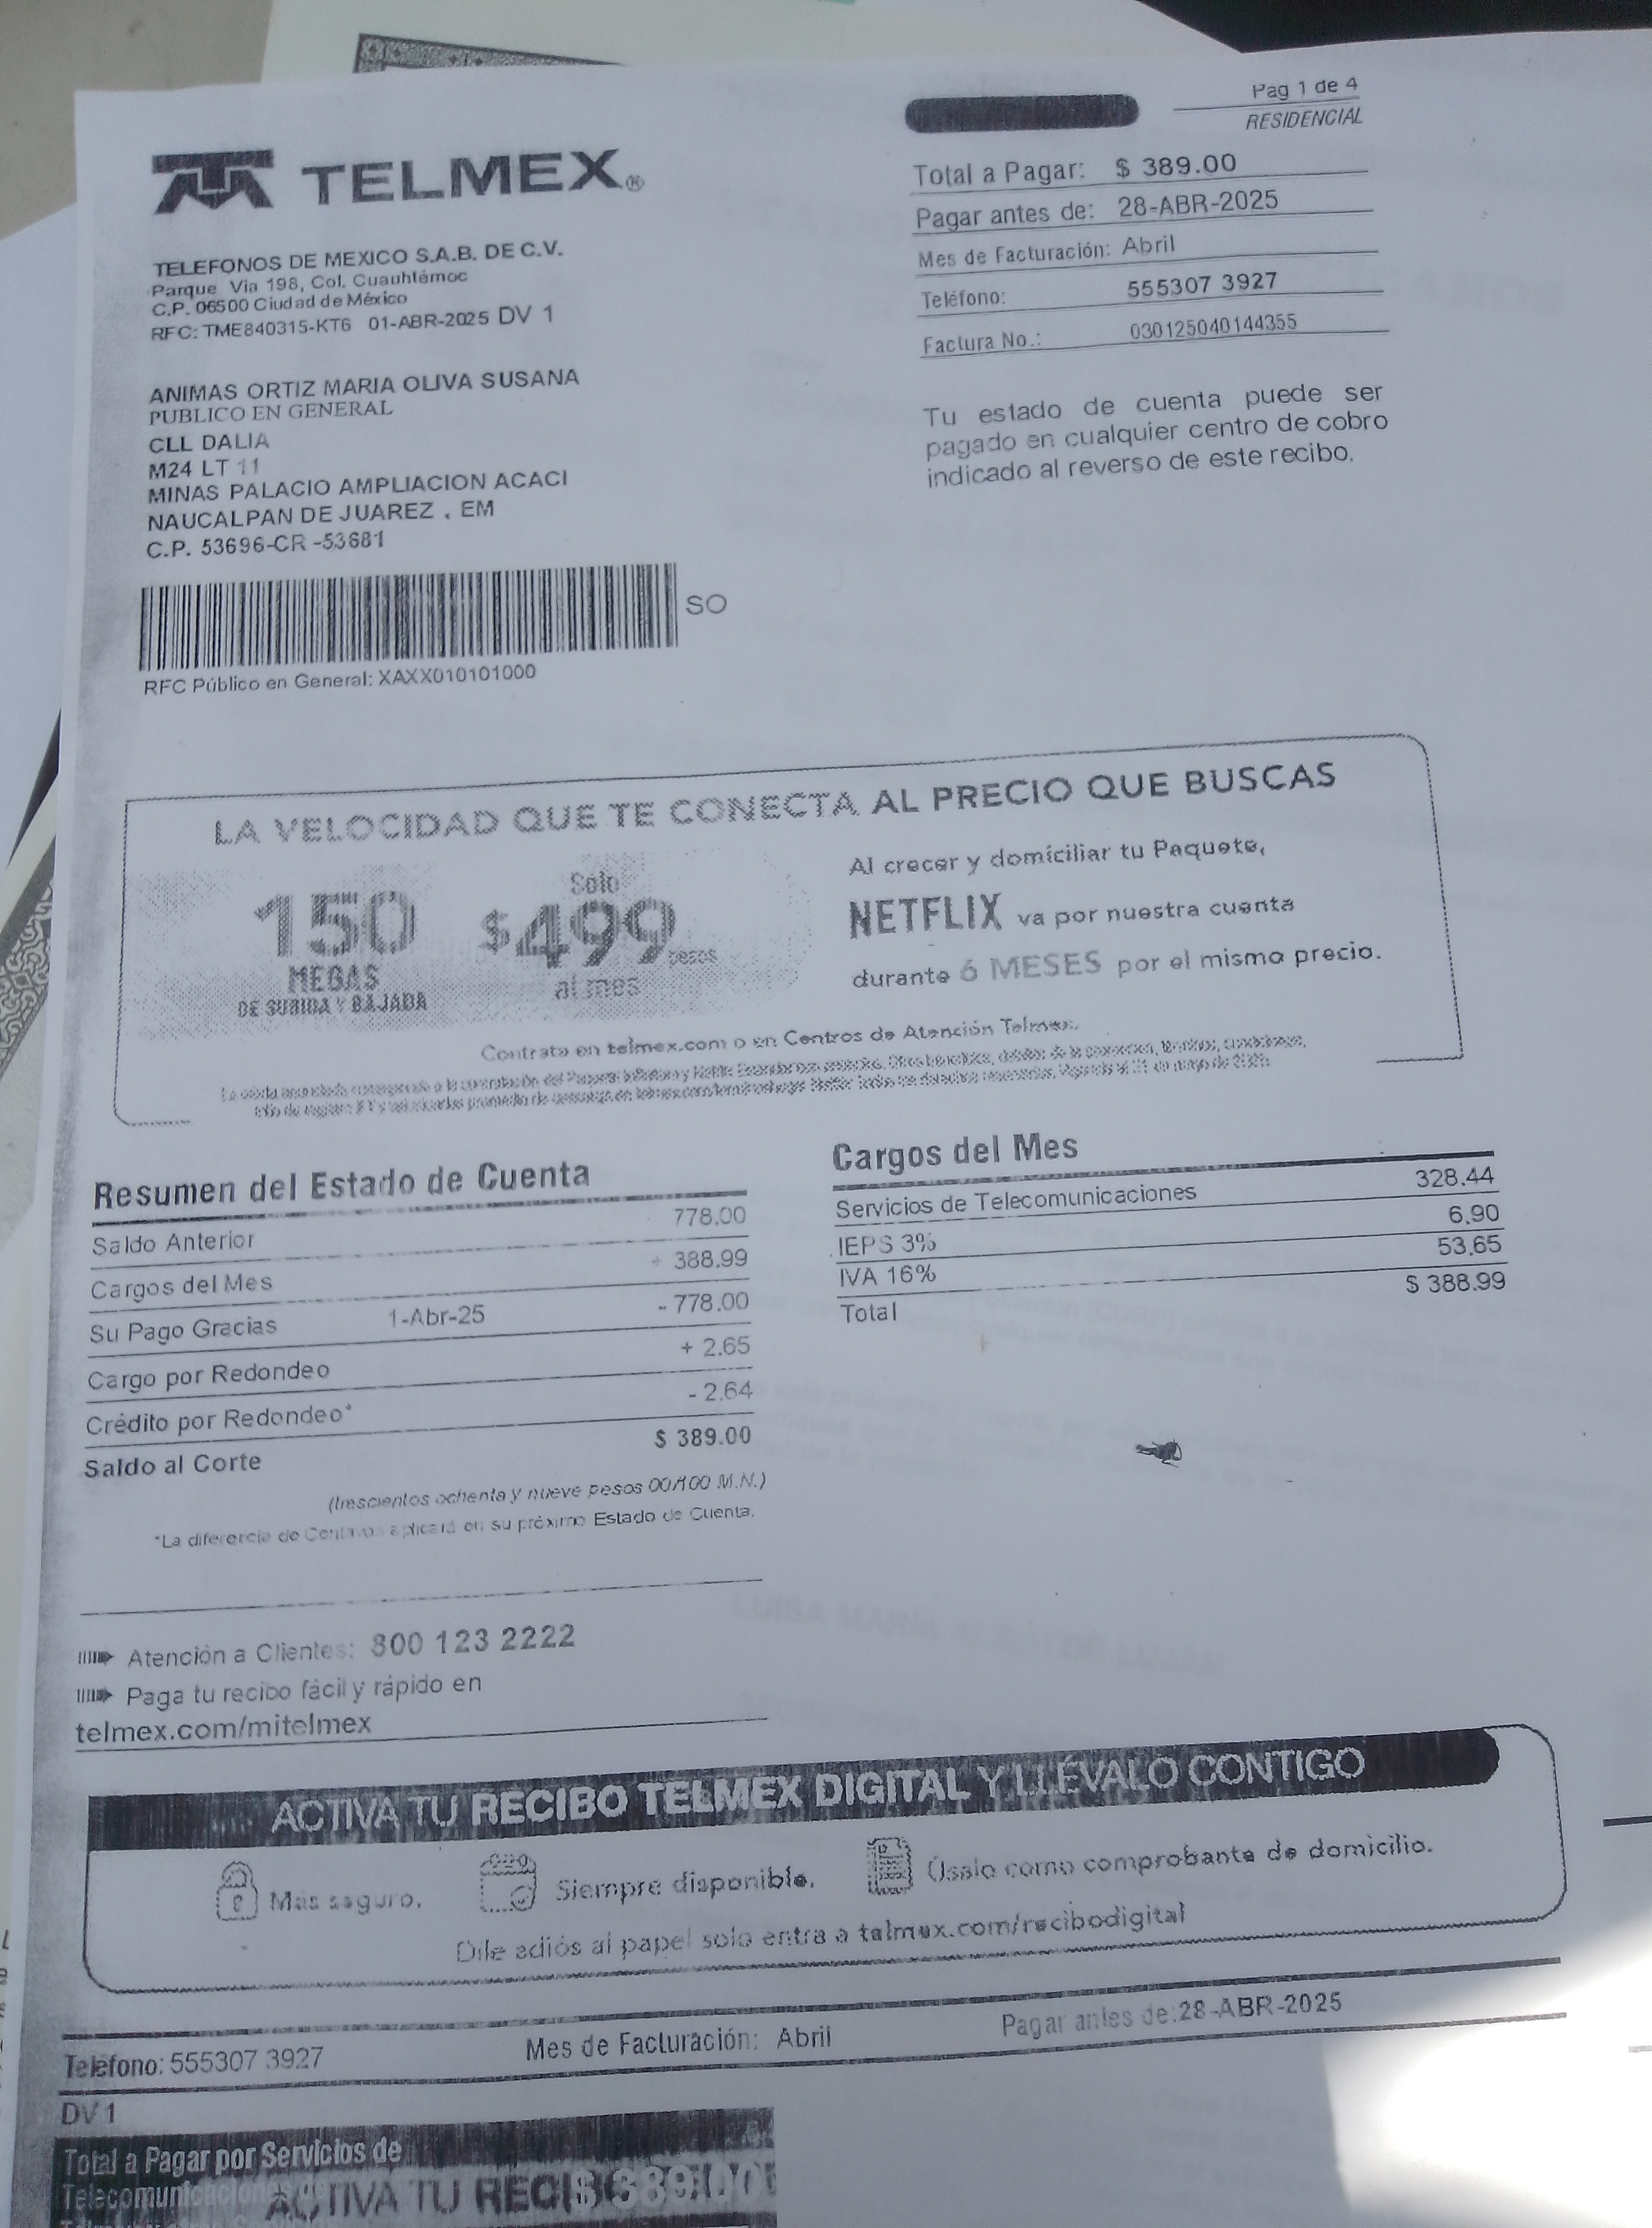 Pag 1 de 4
RESIDENCIAL
TELMEX®
TELEFONOS DE MEXICO S.A.B. DE C.V.
Parque Via 198, Col. Cuauhtémoc
C.P. 06500 Ciudad de México
RFC: TME840315-KT6 01-ABR-2025 DV 1
Total a Pagar: $ 389.00
Pagar antes de: 28-ABR-2025
Mes de Facturación: Abril
Teléfono: 555307 3927
Factura No.: 030125040144355
ANIMAS ORTIZ MARIA OLIVA SUSANA
PUBLICO EN GENERAL
CLL DALIA
M24 LT 11
MINAS PALACIO AMPLIACION ACACI
NAUCALPAN DE JUAREZ , EM
C.P. 53696-CR -53681
Tu estado de cuenta puede ser
pagado en cualquier centro de cobro
indicado al reverso de este recibo.
SO
RFC Público en General: XAXX010101000
LA VELOCIDAD QUE TE CONECTA AL PRECIO QUE BUSCAS
150
MEGAS
DE SUBIDA Y BAJADA
Solo
$499
pesos
al mes
Al crecer y domiciliar tu Paquete,
NETFLIX va por nuestra cuenta
durante 6 MESES por el mismo precio.
Contrata en telmex.com o en Centros de Atención Telmex.
Resumen del Estado de Cuenta
Saldo Anterior 778.00
Cargos del Mes + 388.99
Su Pago Gracias 1-Abr-25 - 778.00
Cargo por Redondeo + 2.65
Crédito por Redondeo* - 2.64
Saldo al Corte $ 389.00
(trescientos ochenta y nueve pesos 00/100 M.N.)
*La diferencia de Centavos aplicará en su próximo Estado de Cuenta.
Cargos del Mes
Servicios de Telecomunicaciones 328.44
IEPS 3% 6.90
IVA 16% 53.65
Total $ 388.99
Atención a Clientes: 800 123 2222
Paga tu recibo fácil y rápido en
telmex.com/mitelmex
ACTIVA TU RECIBO TELMEX DIGITAL Y LLÉVALO CONTIGO
Más seguro.
Siempre disponible.
Úsalo como comprobante de domicilio.
Dile adiós al papel solo entra a telmex.com/recibodigital
Teléfono: 555307 3927 Mes de Facturación: Abril Pagar antes de:28-ABR-2025
DV 1
Total a Pagar por Servicios de
Telecomunicaciones
ACTIVA TU RECI
$ 389.00